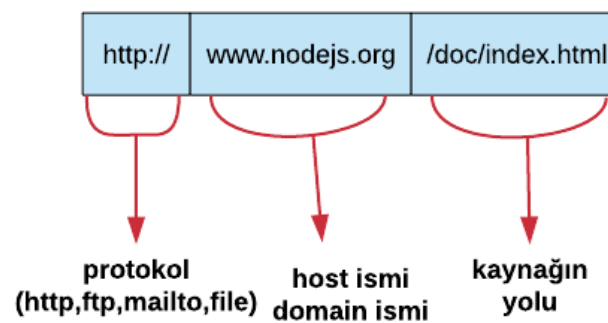 http://
www.nodejs.org
/doc/index.html
protokol
(http,ftp,mailto,file)
host ismi
domain ismi
kaynağın
yolu